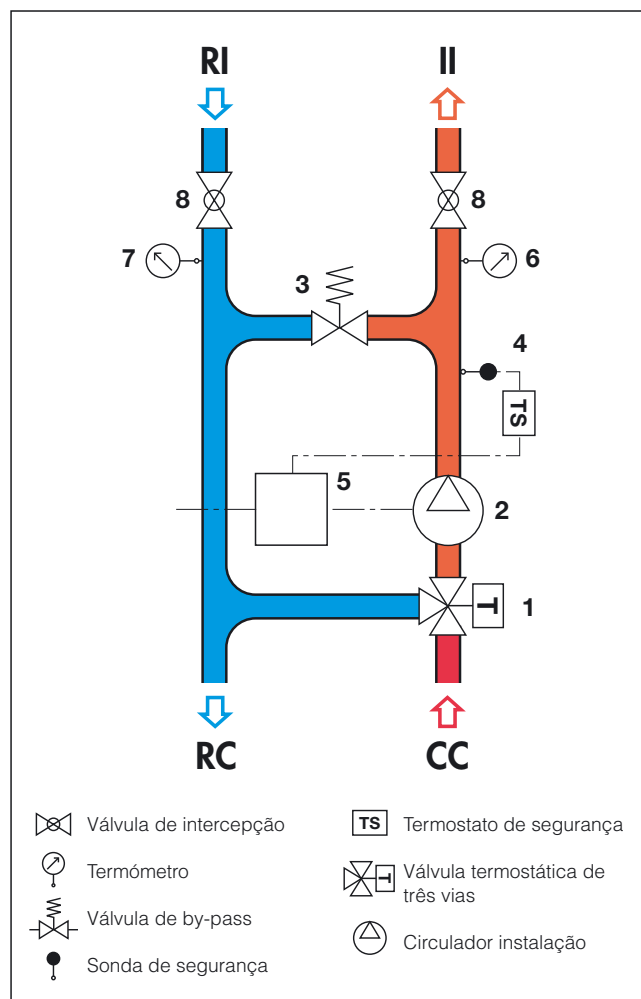 RI II
8 8
7 6
3
4
TS
5
2
T
1
RC CC
Válvula de intercepção
Termómetro
Válvula de by-pass
Sonda de segurança
TS Termostato de segurança
T Válvula termostática de
três vias
Circulador instalação